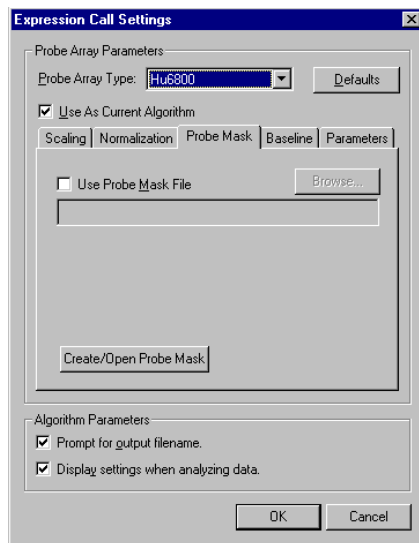 Expression Call Settings
Probe Array Parameters
Probe Array Type: Hu6800 Defaults
Use As Current Algorithm
Scaling Normalization Probe Mask Baseline Parameters
Use Probe Mask File Browse...
Create/Open Probe Mask
Algorithm Parameters
Prompt for output filename.
Display settings when analyzing data.
OK Cancel